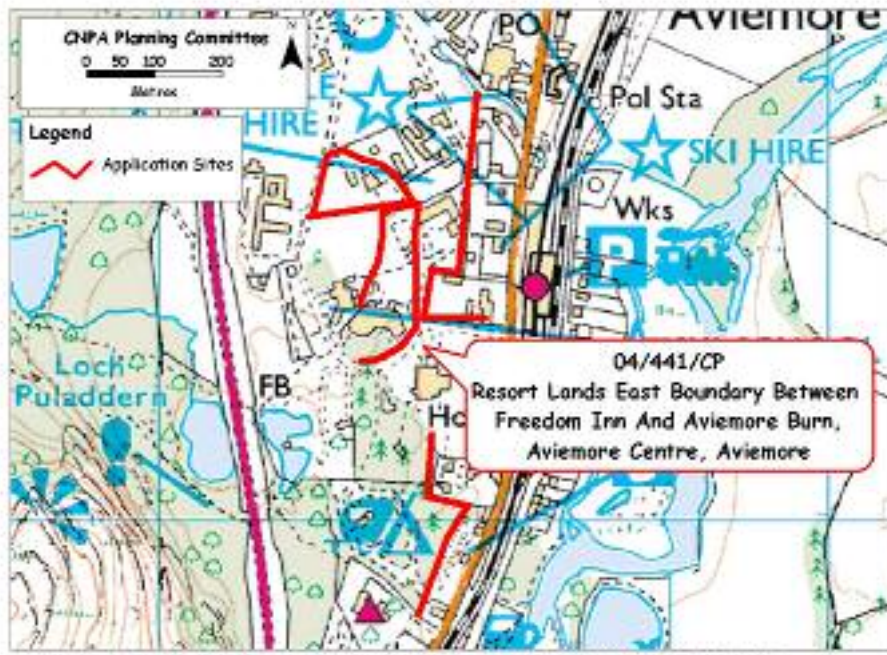 Aviemore
CNPA Planning Committee
N
0 50 100 200
Metres
PO
Legend
Application Sites
HIRE
Pol Sta
SKI HIRE
Wks
P
Loch
Puladdern
FB
Ho
04/441/CP
Resort Lands East Boundary Between
Freedom Inn And Aviemore Burn,
Aviemore Centre, Aviemore